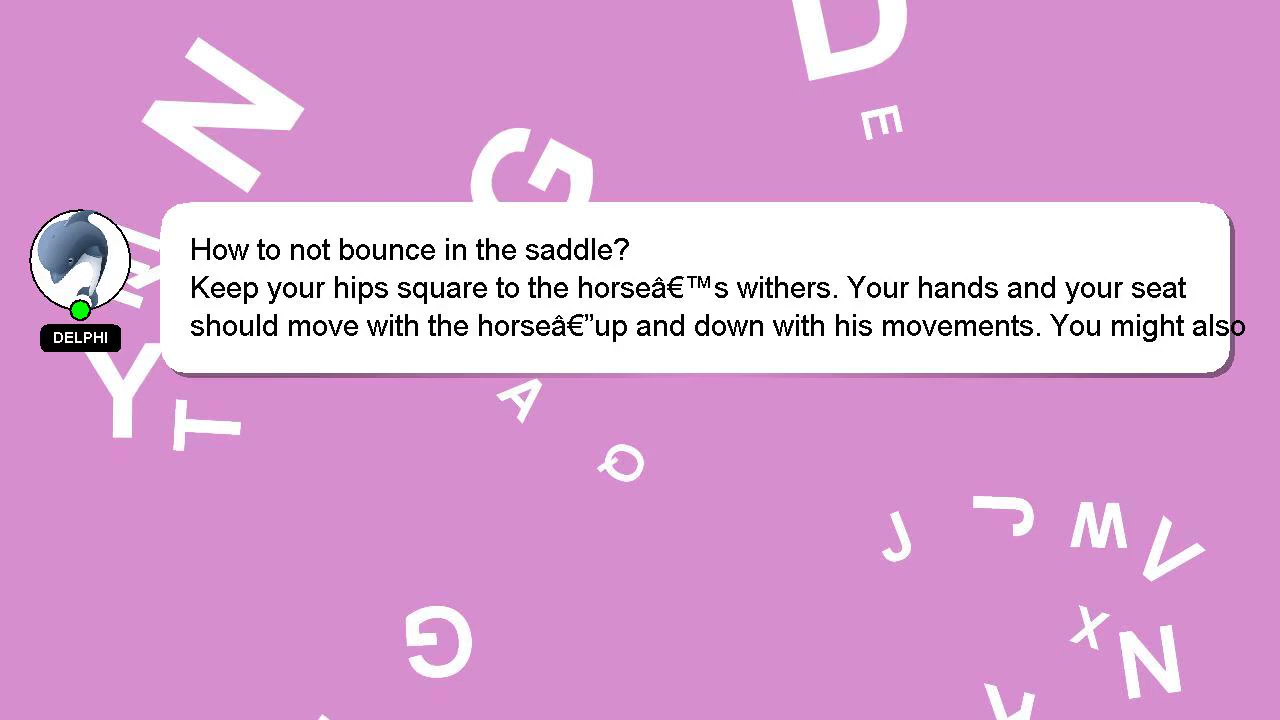 N
D
E
G
How to not bounce in the saddle?
Keep your hips square to the horseâ€™s withers. Your hands and your seat
should move with the horseâ€”up and down with his movements. You might also
DELPHI
Y
T
A
Q
J
J
W
V
X
N
G